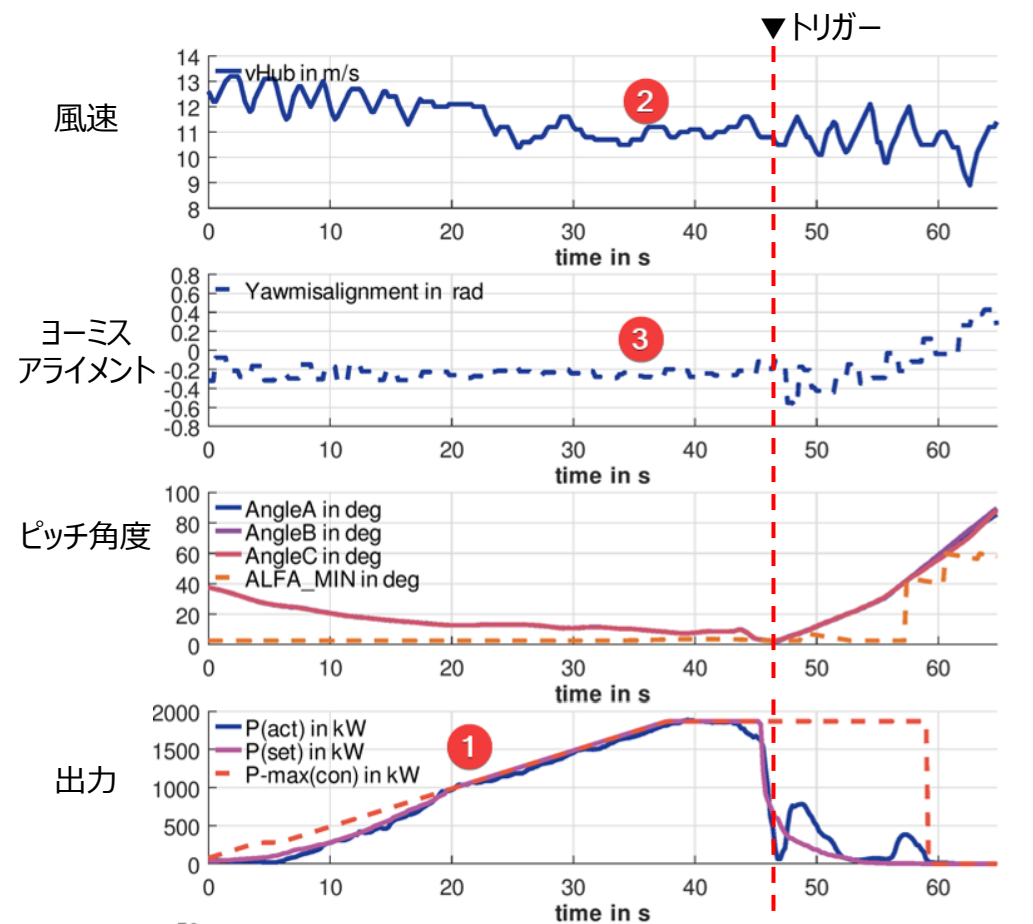 ▼トリガー
風速
vHub in m/s
14
13
12
11
10
9
8
2
0 10 20 30 40 50 60
time in s
ヨーミス
アライメント
Yawmisalignment in rad
0.8
0.6
0.4
0.2
0
-0.2
-0.4
-0.6
-0.8
3
0 10 20 30 40 50 60
time in s
ピッチ角度
AngleA in deg
AngleB in deg
AngleC in deg
ALFA_MIN in deg
100
80
60
40
20
0
0 10 20 30 40 50 60
time in s
出力
P(act) in kW
P(set) in kW
P-max(con) in kW
2000
1500
1000
500
0
1
0 10 20 30 40 50 60
time in s